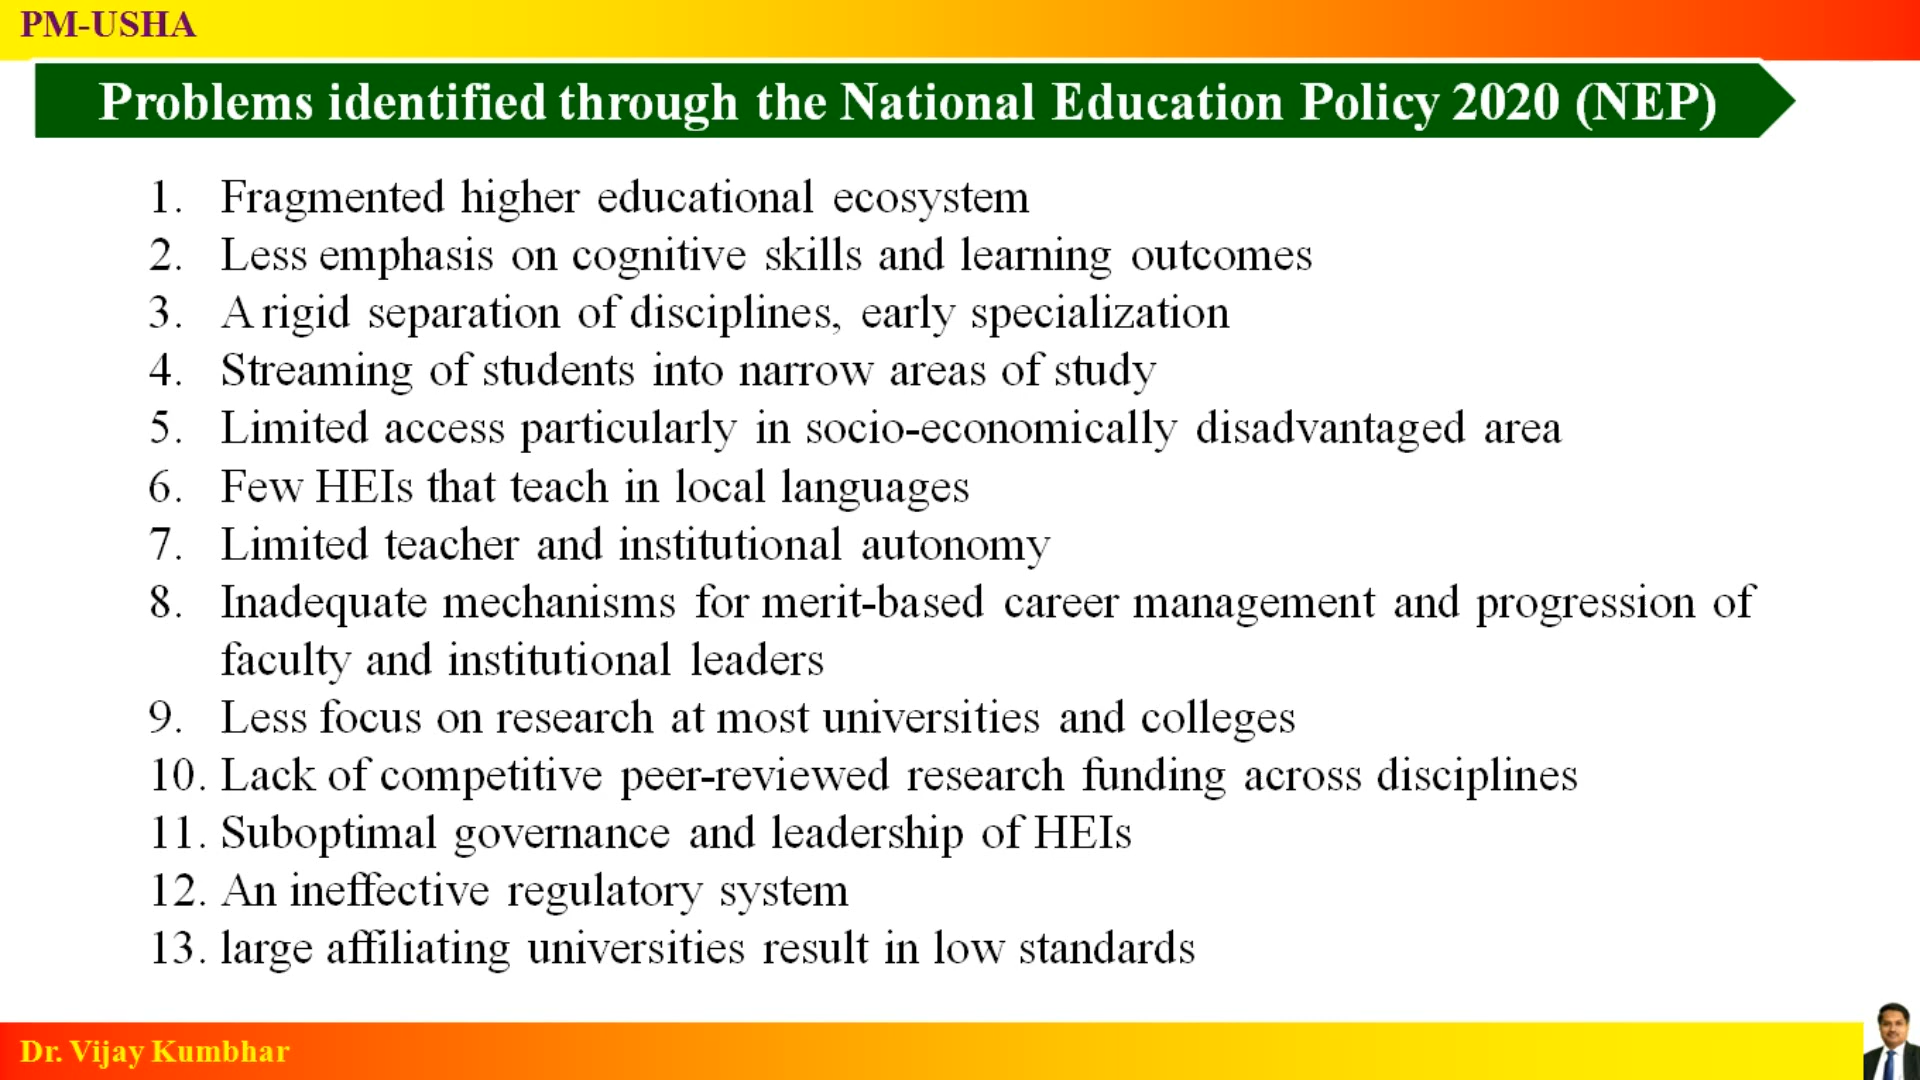 PM-USHA
Problems identified through the National Education Policy 2020 (NEP)
1. Fragmented higher educational ecosystem
2. Less emphasis on cognitive skills and learning outcomes
3. A rigid separation of disciplines, early specialization
4. Streaming of students into narrow areas of study
5. Limited access particularly in socio-economically disadvantaged area
6. Few HEIs that teach in local languages
7. Limited teacher and institutional autonomy
8. Inadequate mechanisms for merit-based career management and progression of
faculty and institutional leaders
9. Less focus on research at most universities and colleges
10. Lack of competitive peer-reviewed research funding across disciplines
11. Suboptimal governance and leadership of HEIs
12. An ineffective regulatory system
13. large affiliating universities result in low standards
Dr. Vijay Kumbhar